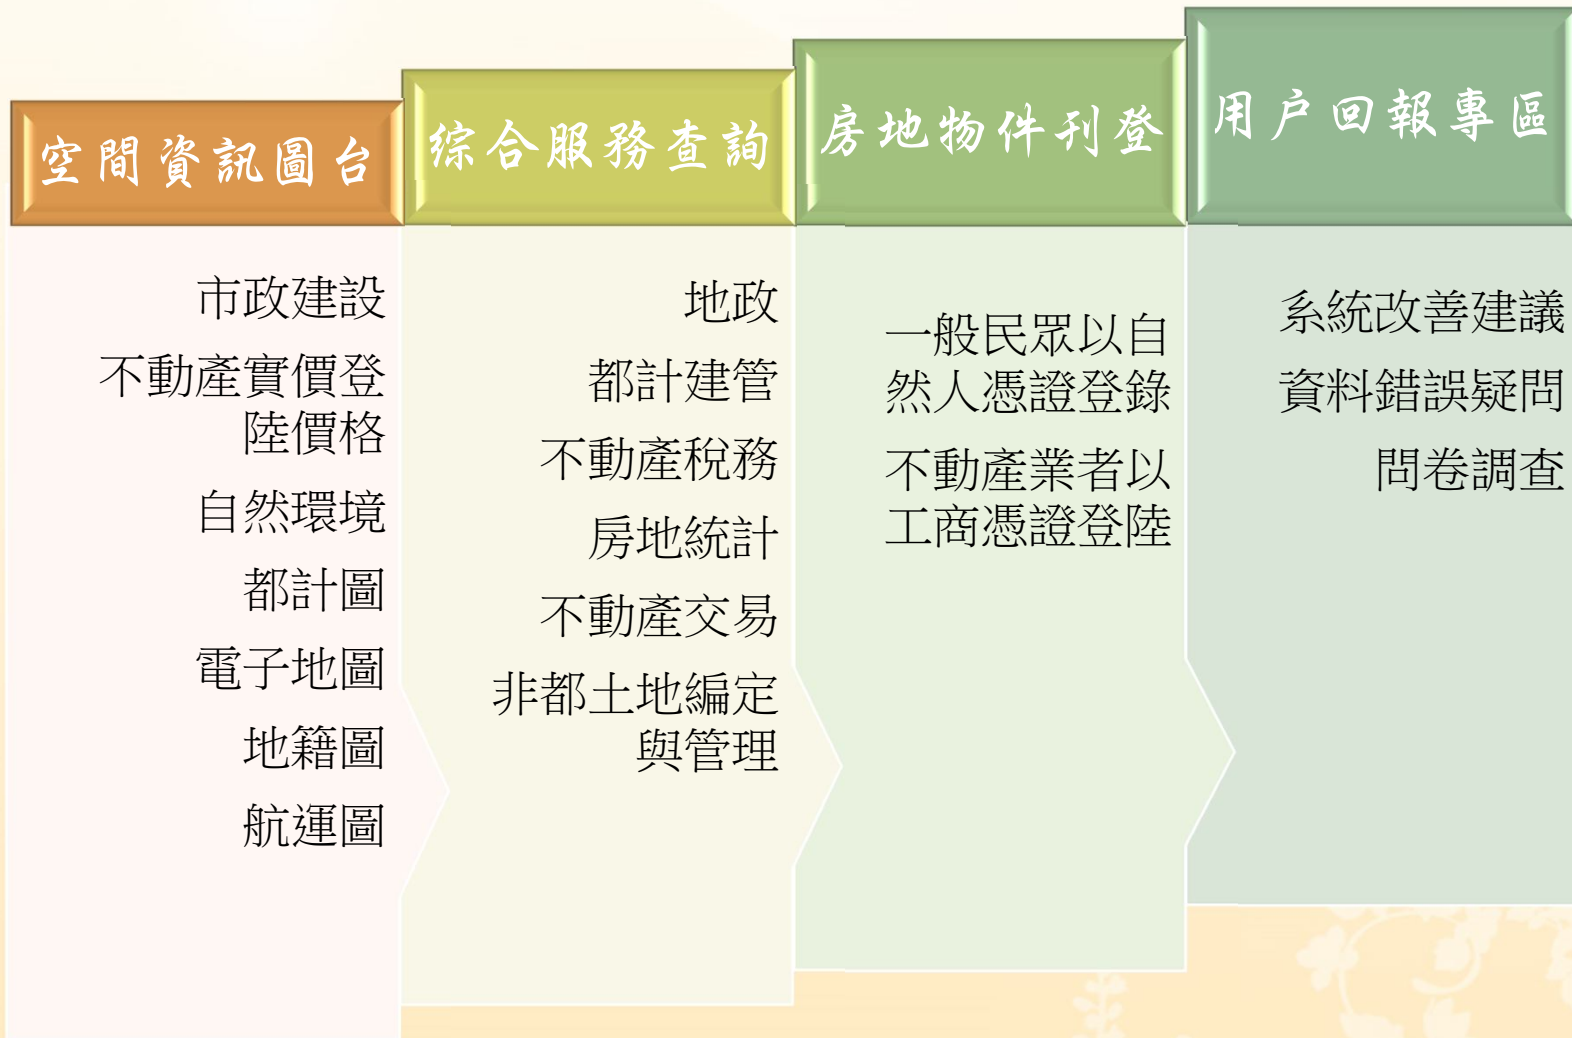 空間資訊圖台
市政建設
不動產實價登
陸價格
自然環境
都計圖
電子地圖
地籍圖
航運圖
綜合服務查詢
地政
都計建管
不動產稅務
房地統計
不動產交易
非都土地編定
與管理
房地物件刊登
一般民眾以自
然人憑證登錄
不動產業者以
工商憑證登陸
用戶回報專區
系統改善建議
資料錯誤疑問
問卷調查